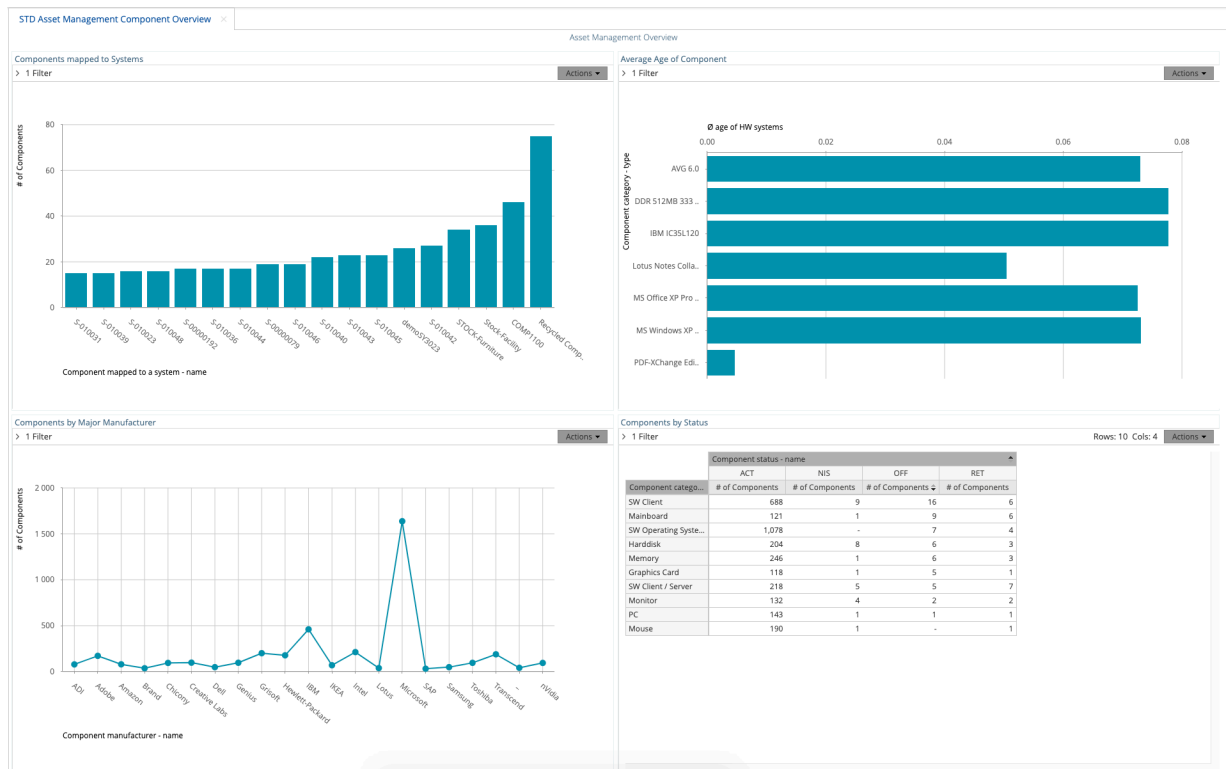 STD Asset Management Component Overview ×
Asset Management Overview
Components mapped to Systems
> 1 Filter
Actions
# of Components
80
60
40
20
0
S-010031
S-010039
S-010023
S-010048
S-0000192
S-010036
S-010044
S-0000079
S-010046
S-010040
S-010043
S-010045
demoSY3023
S-010042
STOCK-Furniture
Stock-Facility
COMP1100
Recycled Comp..
Component mapped to a system - name
Average Age of Component
> 1 Filter
Actions
Ø age of HW systems
0.00 0.02 0.04 0.06 0.08
Component category - type
AVG 6.0
DDR 512MB 333 ..
IBM IC35L120
Lotus Notes Colla..
MS Office XP Pro ..
MS Windows XP ..
PDF-XChange Edi..
Components by Major Manufacturer
> 1 Filter
Actions
# of Components
2 000
1 500
1 000
500
0
ADI
Adobe
Amazon
Brand
Chicony
Creative Labs
Dell
Genius
Grisoft
Hewlett-Packard
IBM
IKEA
Intel
Lotus
Microsoft
SAP
Samsung
Toshiba
Transcend
_
nVidia
Component manufacturer - name
Components by Status
> 1 Filter
Rows: 10 Cols: 4 Actions
Component status - name
ACT NIS OFF RET
Component catego... # of Components # of Components # of Components # of Components
SW Client 688 9 16 6
Mainboard 121 1 9 6
SW Operating Syste... 1,078 - 7 4
Harddisk 204 8 6 3
Memory 246 1 6 3
Graphics Card 118 1 5 1
SW Client / Server 218 5 5 7
Monitor 132 4 2 2
PC 143 1 1 1
Mouse 190 1 - 1